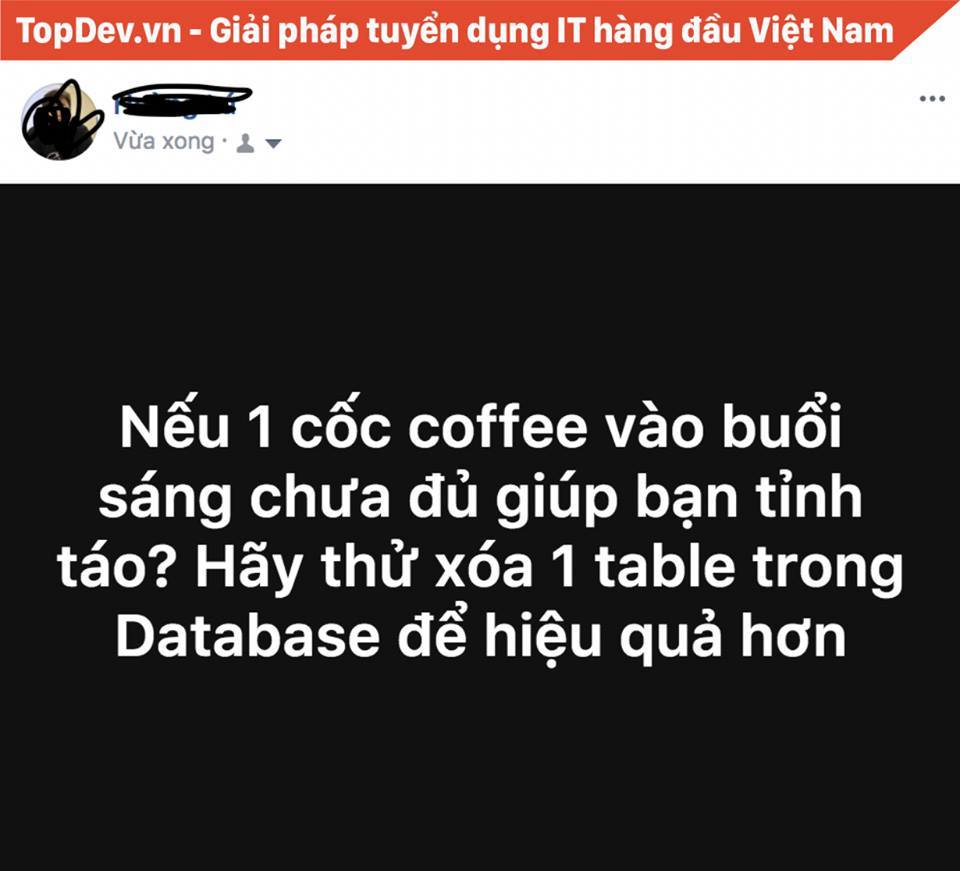 TopDev.vn - Giải pháp tuyển dụng IT hàng đầu Việt Nam
Vừa xong ·
Nếu 1 cốc coffee vào buổi
sáng chưa đủ giúp bạn tỉnh
táo? Hãy thử xóa 1 table trong
Database để hiệu quả hơn